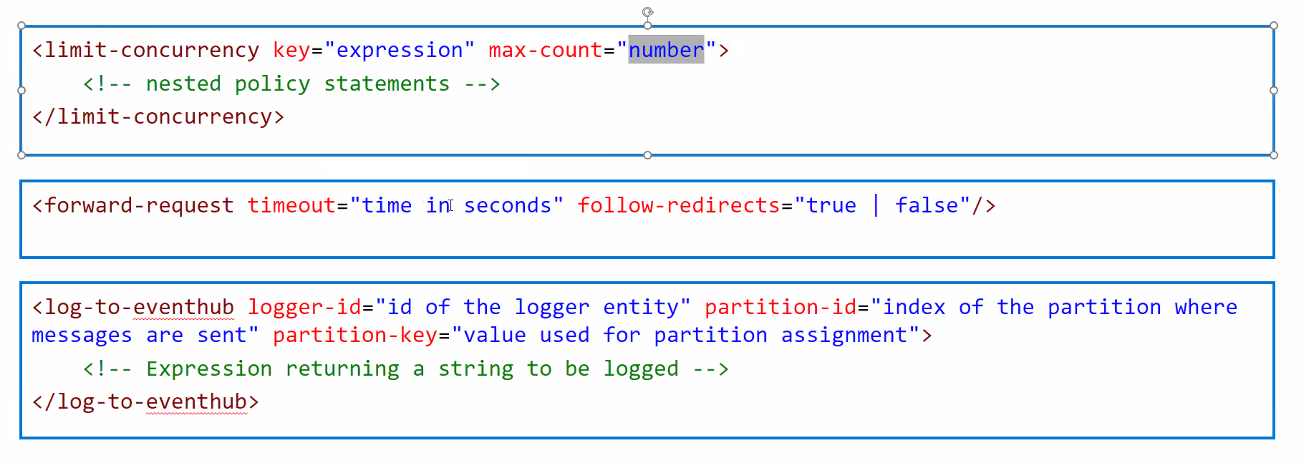 <limit-concurrency key="expression" max-count="number">
<!-- nested policy statements -->
</limit-concurrency>
<forward-request timeout="time in seconds" follow-redirects="true | false"/>
<log-to-eventhub logger-id="id of the logger entity" partition-id="index of the partition where
messages are sent" partition-key="value used for partition assignment">
<!-- Expression returning a string to be logged -->
</log-to-eventhub>